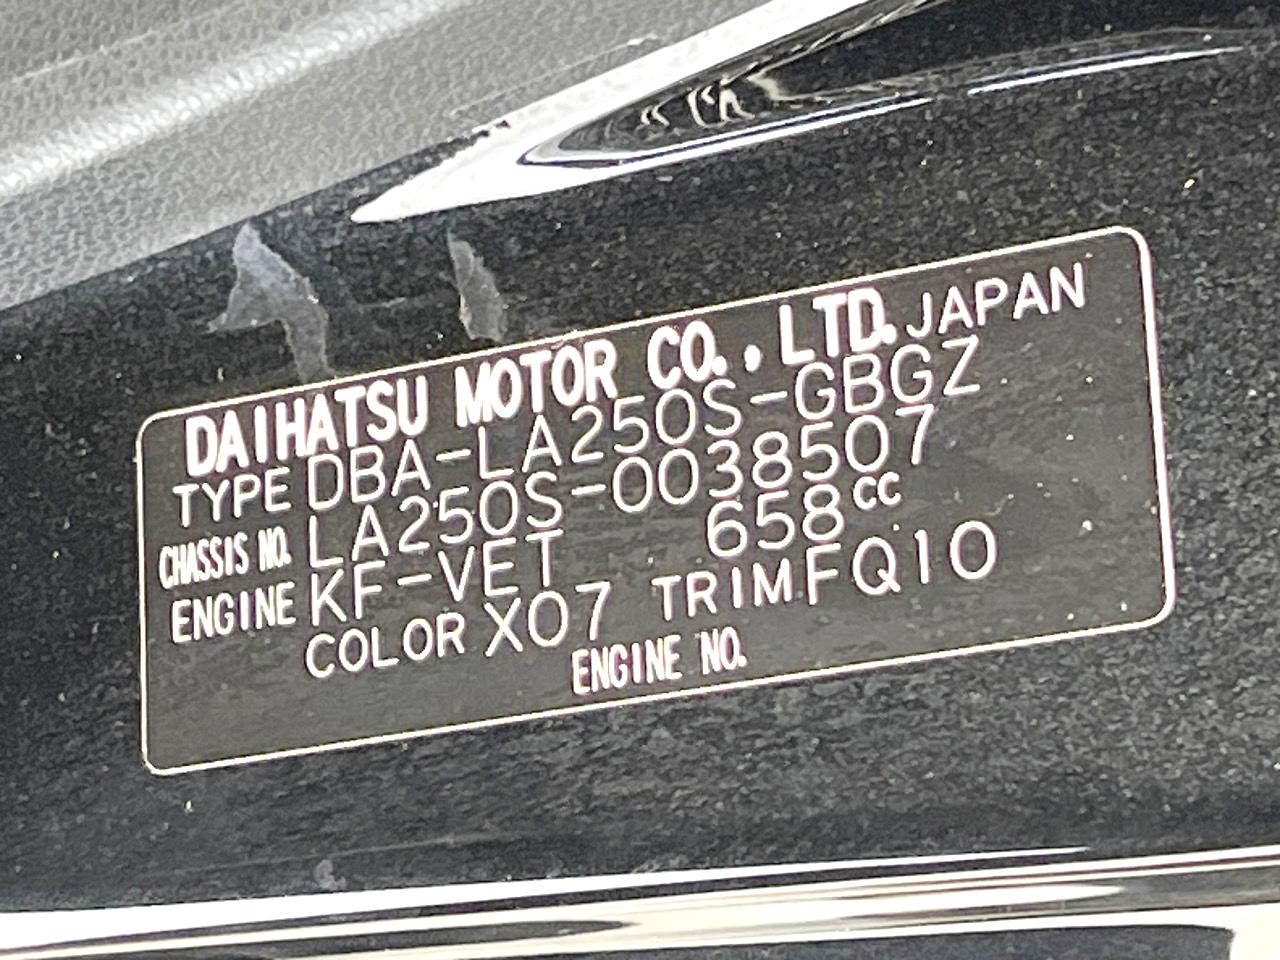 DAIHATSU MOTOR CO., LTD. JAPAN
TYPE DBA-LA250S-GBGZ
CHASSIS NO. LA250S-0038507
ENGINE KF-VET 658cc
COLOR X07 TRIM FQ10
ENGINE NO.